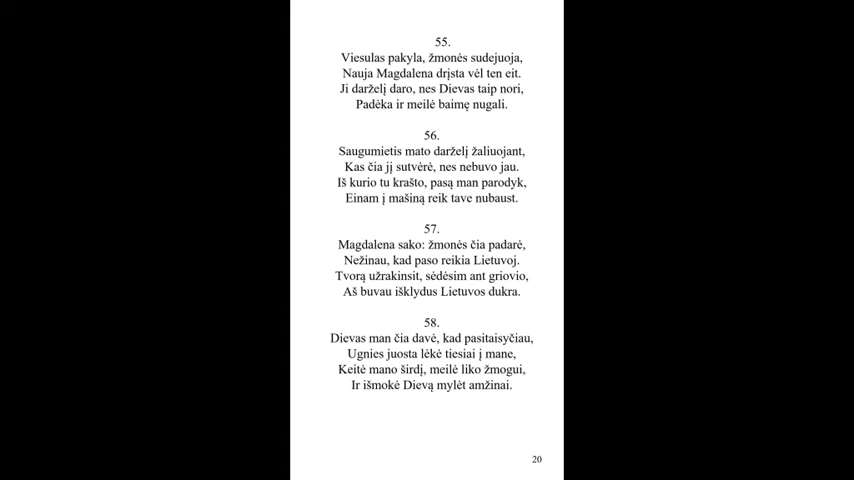 55.
Viesulas pakyla, žmonės sudejuoja,
Nauja Magdalena drįsta vėl ten eit.
Ji darželį daro, nes Dievas taip nori,
Padėka ir meilė baimę nugali.
56.
Saugumietis mato darželį žaliuojant,
Kas čia jį sutvėrė, nes nebuvo jau.
Iš kurio tu krašto, pasą man parodyk,
Einam į mašiną reik tave nubaust.
57.
Magdalena sako: žmonės čia padarė,
Nežinau, kad paso reikia Lietuvoj.
Tvorą užrakinsit, sėdėsim ant griovio,
Aš buvau išklydus Lietuvos dukra.
58.
Dievas man čia davė, kad pasitaisyčiau,
Ugnies juosta lėkė tiesiai į mane,
Keitė mano širdį, meilė liko žmogui,
Ir išmokė Dievą mylėt amžinai.
20